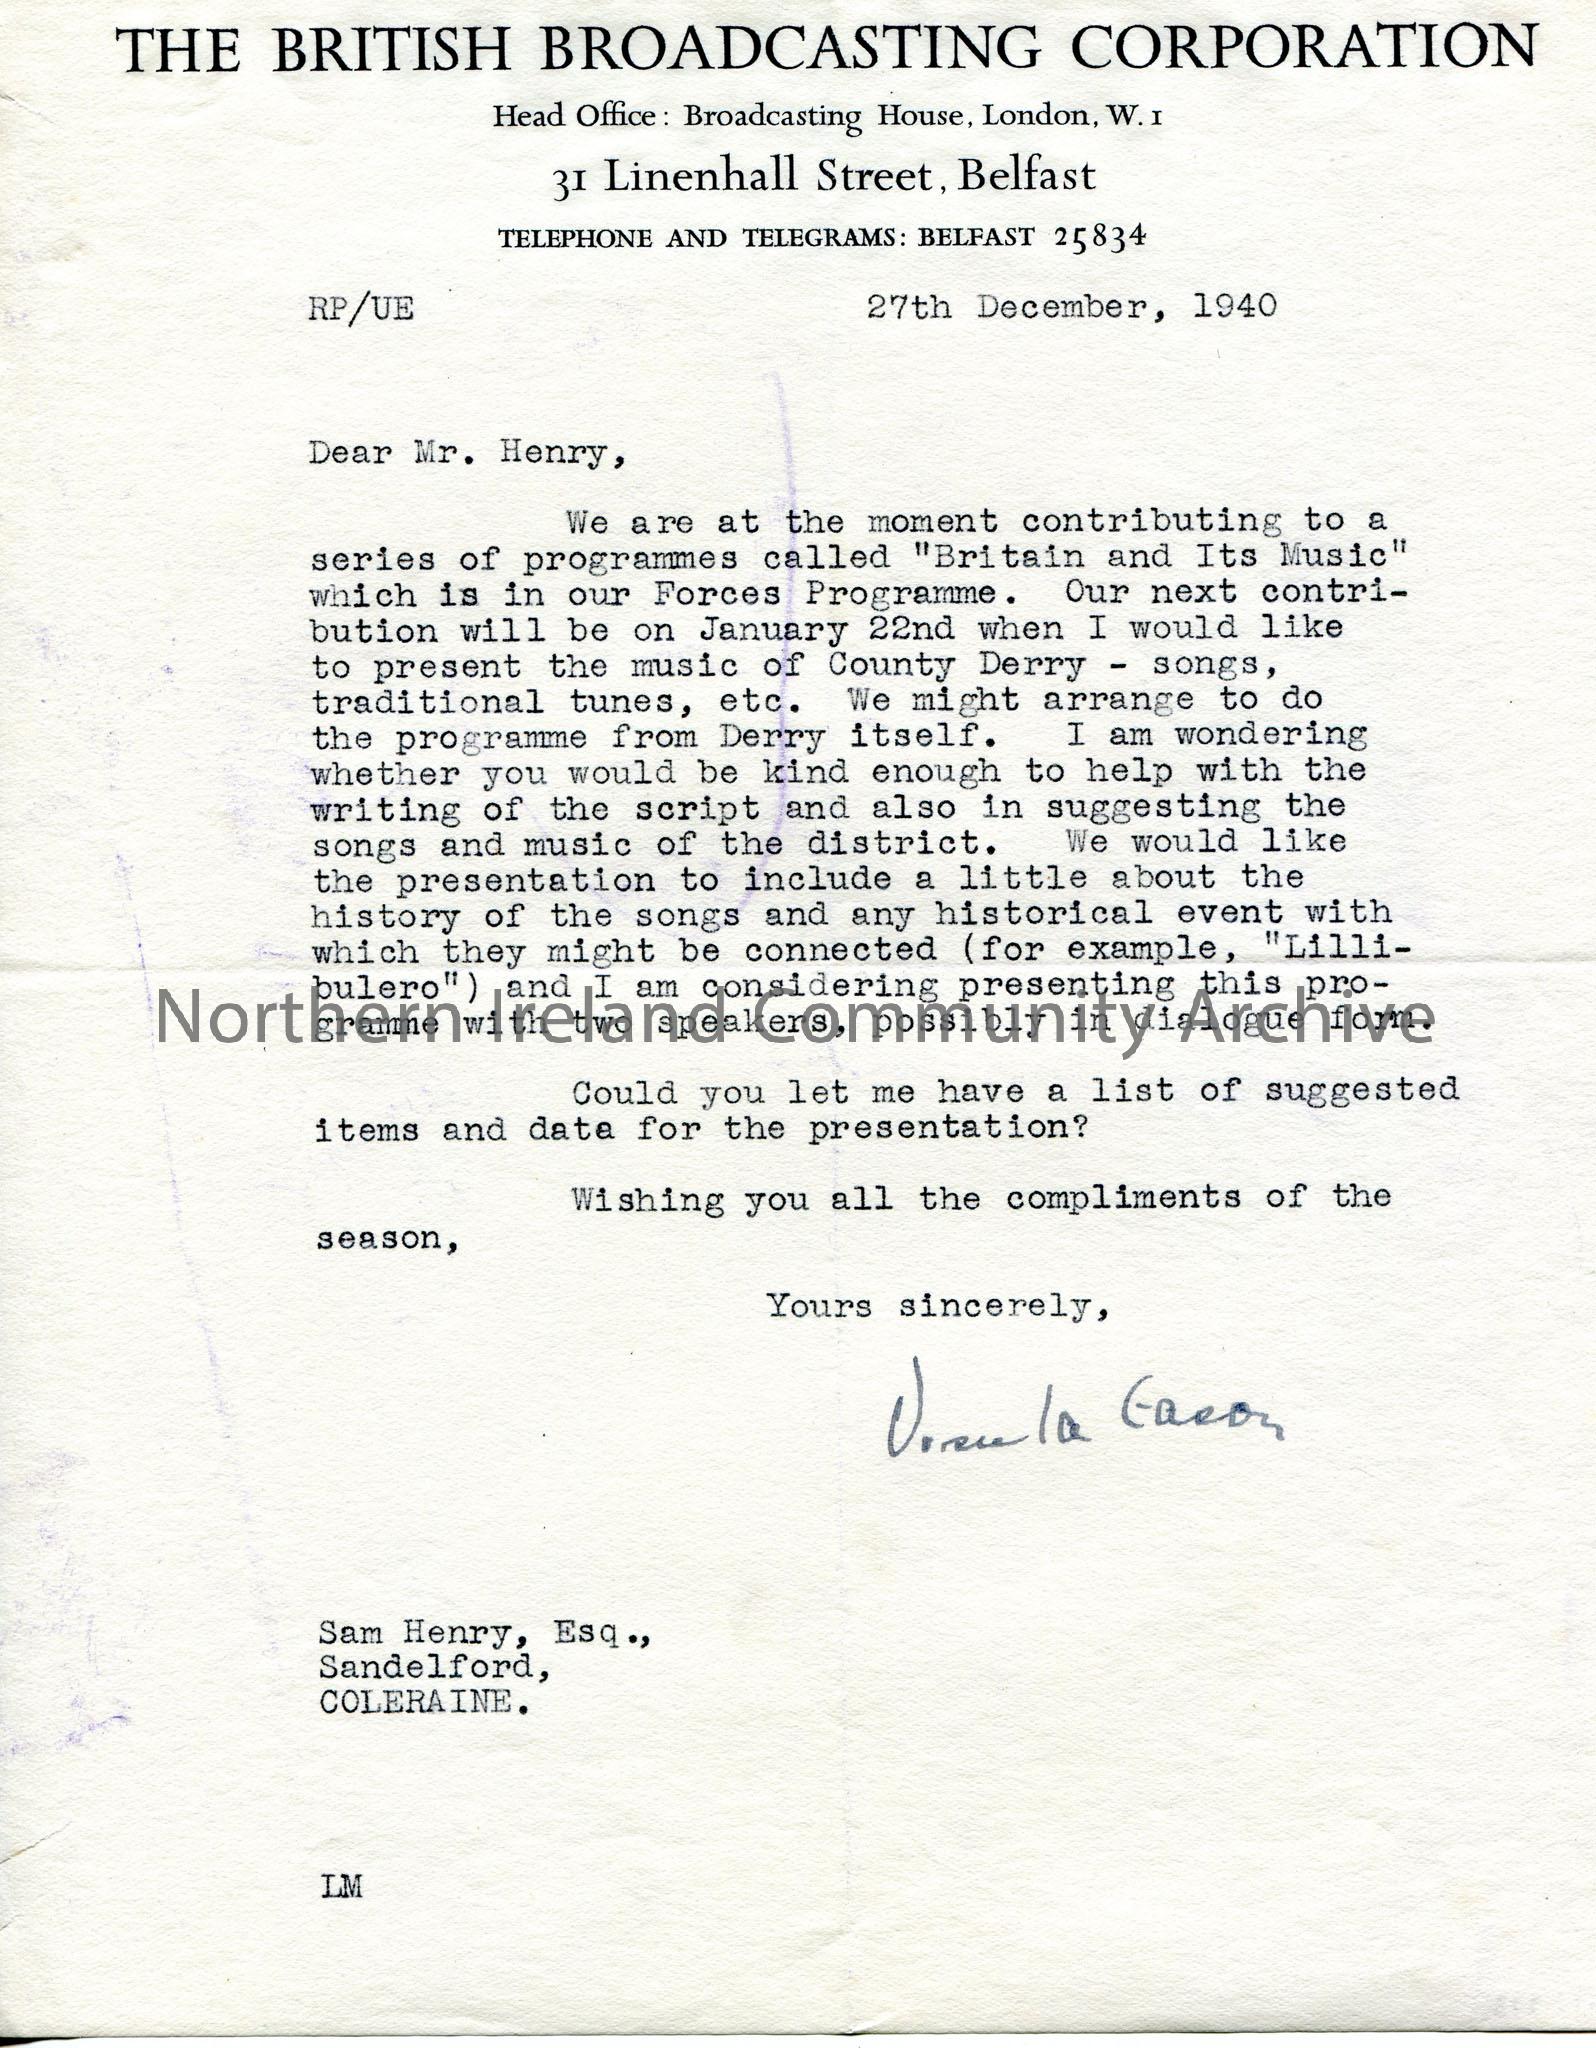 THE BRITISH BROADCASTING CORPORATION
Head Office: Broadcasting House, London, W.1
31 Linenhall Street, Belfast
TELEPHONE AND TELEGRAMS: BELFAST 25834
RP/UE 27th December, 1940
Dear Mr. Henry,
We are at the moment contributing to a
series of programmes called "Britain and Its Music"
which is in our Forces Programme. Our next contri-
bution will be on January 22nd when I would like
to present the music of County Derry - songs,
traditional tunes, etc. We might arrange to do
the programme from Derry itself. I am wondering
whether you would be kind enough to help with the
writing of the script and also in suggesting the
songs and music of the district. We would like
the presentation to include a little about the
history of the songs and any historical event with
which they might be connected (for example, "Lilli-
bulero") and I am considering presenting this pro-
gramme with two speakers, possibly in dialogue form.
Northern Ireland Community Archive
Could you let me have a list of suggested
items and data for the presentation?
Wishing you all the compliments of the
season,
Yours sincerely,
Ursula Eason
Sam Henry, Esq.,
Sandelford,
COLERAINE.
LM